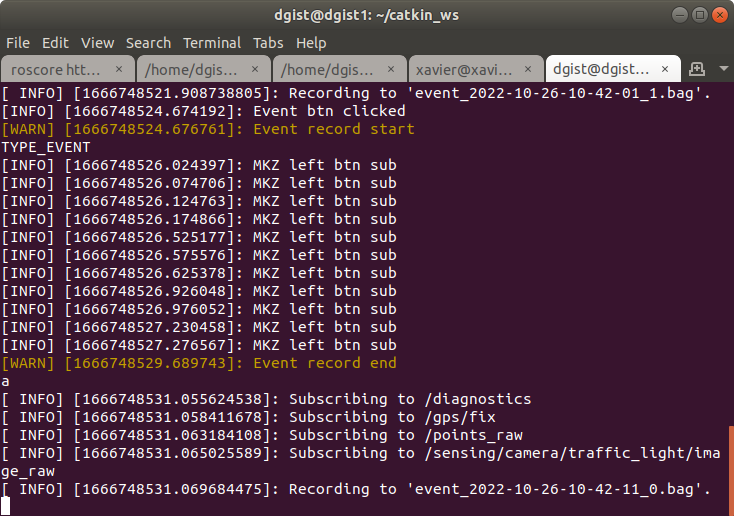 dgist@dgist1: ~/catkin_ws
File Edit View Search Terminal Tabs Help
roscore htt... × /home/dgis... × /home/dgis... × xavier@xavi... × dgist@dgist... ×
[ INFO] [1666748521.908738805]: Recording to 'event_2022-10-26-10-42-01_1.bag'.
[INFO] [1666748524.674192]: Event btn clicked
[WARN] [1666748524.676761]: Event record start
TYPE_EVENT
[INFO] [1666748526.024397]: MKZ left btn sub
[INFO] [1666748526.074706]: MKZ left btn sub
[INFO] [1666748526.124763]: MKZ left btn sub
[INFO] [1666748526.174866]: MKZ left btn sub
[INFO] [1666748526.525177]: MKZ left btn sub
[INFO] [1666748526.575576]: MKZ left btn sub
[INFO] [1666748526.625378]: MKZ left btn sub
[INFO] [1666748526.926048]: MKZ left btn sub
[INFO] [1666748526.976052]: MKZ left btn sub
[INFO] [1666748527.230458]: MKZ left btn sub
[INFO] [1666748527.276567]: MKZ left btn sub
[WARN] [1666748529.689743]: Event record end
a
[ INFO] [1666748531.055624538]: Subscribing to /diagnostics
[ INFO] [1666748531.058411678]: Subscribing to /gps/fix
[ INFO] [1666748531.063184108]: Subscribing to /points_raw
[ INFO] [1666748531.065025589]: Subscribing to /sensing/camera/traffic_light/ima
ge_raw
[ INFO] [1666748531.069684475]: Recording to 'event_2022-10-26-10-42-11_0.bag'.